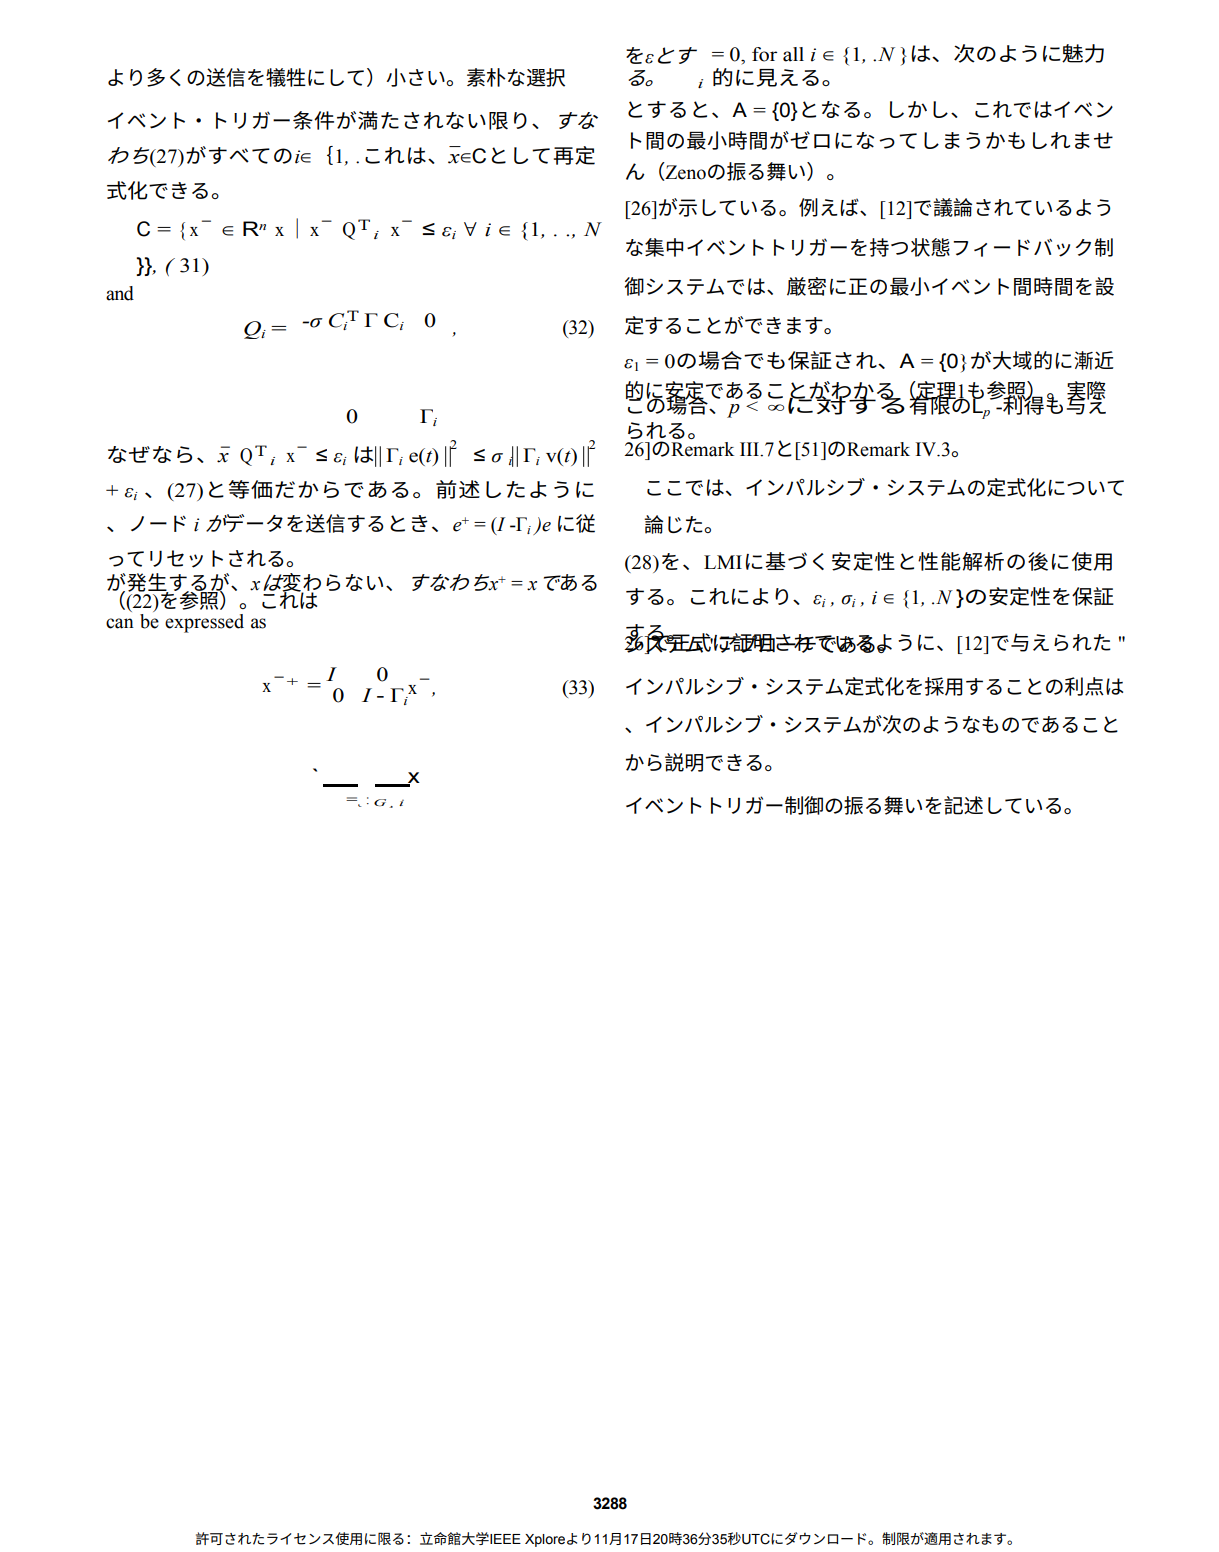 より多くの送信を犠牲にして）小さい。素朴な選択
イベント・トリガー条件が満たされない限り、すな
わち(27)がすべてのi∈｛1, .これは、x̄∈Cとして再定
式化できる。
C = {x¯ ∈ Rⁿ x | x¯ Qᵀ i x¯ ≤ εi ∀ i ∈ {1, . ., N
}}, ( 31)
and
Qi = -σ CiT Γ Ci 0 , (32)
0 Γi
なぜなら、x̄ QT i x¯ ≤ εi は|| Γi e(t) ||2 ≤ σ i|| Γi v(t) ||2
+ εi 、(27)と等価だからである。前述したように
、ノード i がデータを送信するとき、e+ = (I -Γi )e に従
ってリセットされる。
が発生するが、xは変わらない、すなわちx+ = x である
（(22)を参照）。これは
can be expressed as
x¯+ = I 0
0 I - Γi x¯, (33)
` x
=: G , i
をεとす = 0, for all i ∈ {1, .N }は、次のように魅力
る。 i 的に見える。
とすると、A = {0}となる。しかし、これではイベン
ト間の最小時間がゼロになってしまうかもしれませ
ん（Zenoの振る舞い）。
[26]が示している。例えば、[12]で議論されているよう
な集中イベントトリガーを持つ状態フィードバック制
御システムでは、厳密に正の最小イベント間時間を設
定することができます。
ε1 = 0の場合でも保証され、A = {0}が大域的に漸近
的に安定であることがわかる（定理1も参照）。実際
この場合、p < ∞に対する有限のLp -利得も与え
られる。
26]のRemark III.7と[51]のRemark IV.3。
ここでは、インパルシブ・システムの定式化について
論じた。
(28)を、LMIに基づく安定性と性能解析の後に使用
する。これにより、εi , σi , i ∈ {1, .N }の安定性を保証
する。
26]で正式に証明されているように、[12]で与えられた "
インパルシブ・システム定式化を採用することの利点は
、インパルシブ・システムが次のようなものであること
から説明できる。
イベントトリガー制御の振る舞いを記述している。
3288
許可されたライセンス使用に限る：立命館大学IEEE Xploreより11月17日20時36分35秒UTCにダウンロード。制限が適用されます。